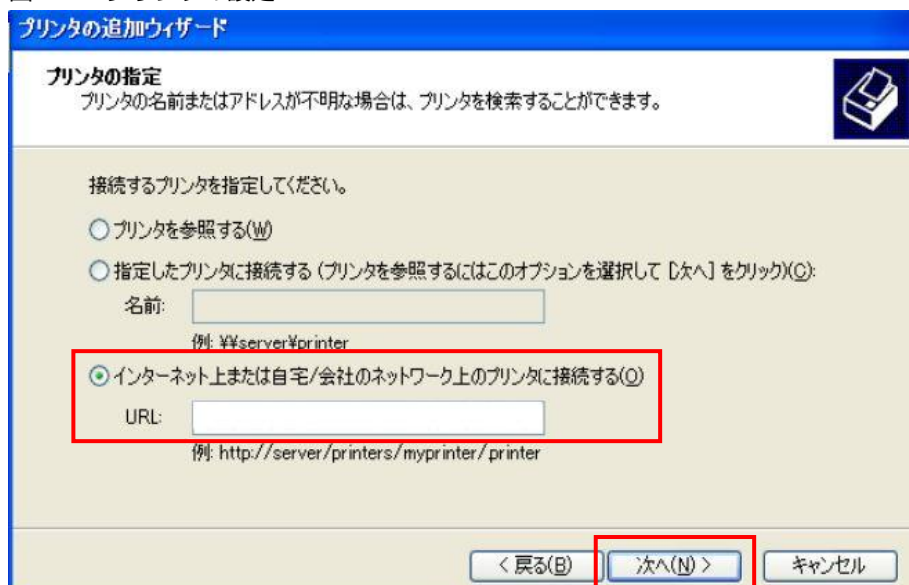 プリンタの追加ウィザード
プリンタの指定
プリンタの名前またはアドレスが不明な場合は、プリンタを検索することができます。
接続するプリンタを指定してください。
プリンタを参照する(W)
指定したプリンタに接続する (プリンタを参照するにはこのオプションを選択して [次へ] をクリック)(C):
名前:
例: ¥¥server¥printer
インターネット上または自宅/会社のネットワーク上のプリンタに接続する(O)
URL:
例: http://server/printers/myprinter/.printer
< 戻る(B)
次へ(N) >
キャンセル